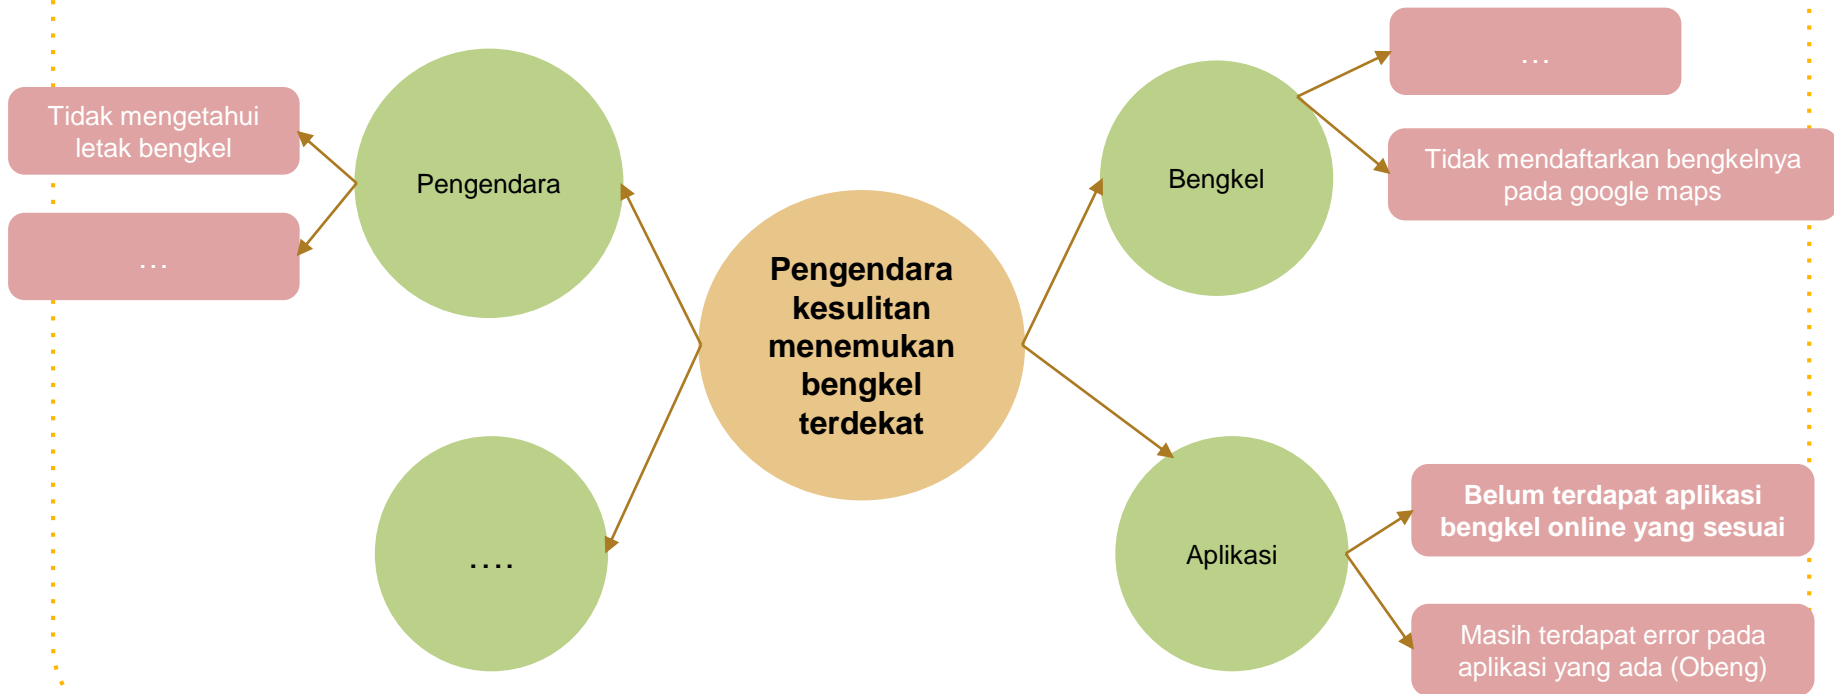 Tidak mengetahui
letak bengkel
…
Pengendara
….
Pengendara
kesulitan
menemukan
bengkel
terdekat
Bengkel
…
Tidak mendaftarkan bengkelnya
pada google maps
Aplikasi
Belum terdapat aplikasi
bengkel online yang sesuai
Masih terdapat error pada
aplikasi yang ada (Obeng)